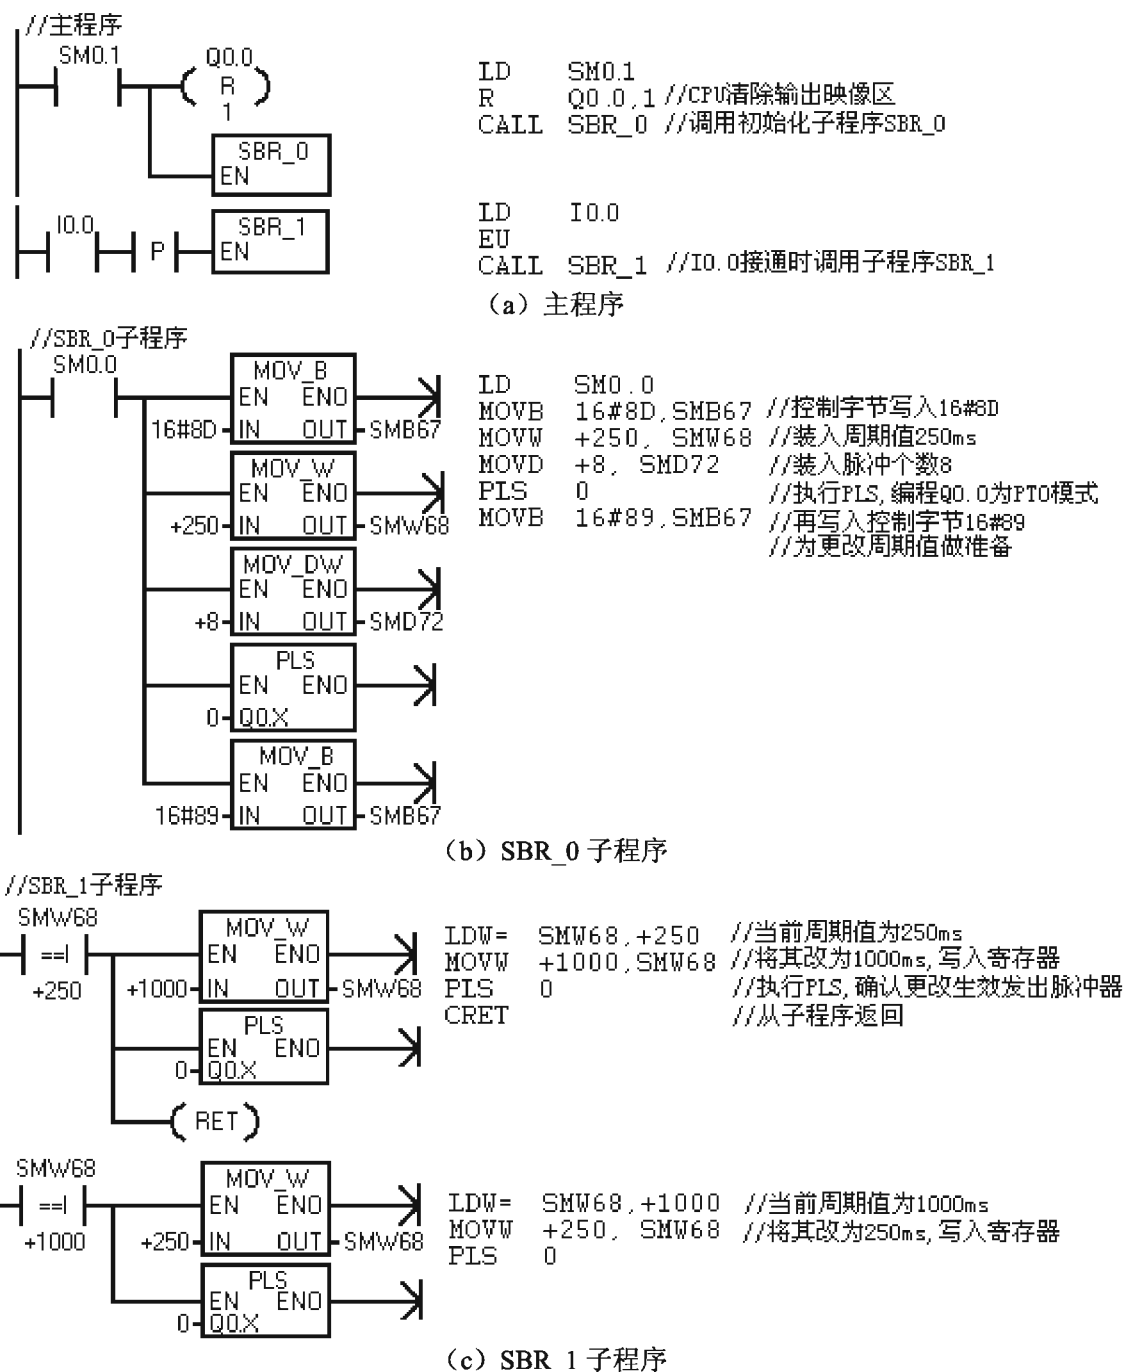 //主程序
SM0.1
Q0.0
R
1
SBR_0
EN
I0.0
P
SBR_1
EN
LD SM0.1
R Q0.0,1 //CPU清除输出映像区
CALL SBR_0 //调用初始化子程序SBR_0
LD I0.0
EU
CALL SBR_1 //I0.0接通时调用子程序SBR_1
(a) 主程序
//SBR_0子程序
SM0.0
MOV_B
EN ENO
16#8D IN OUT SMB67
MOV_W
EN ENO
+250 IN OUT SMW68
MOV_DW
EN ENO
+8 IN OUT SMD72
PLS
EN ENO
0 Q0.X
MOV_B
EN ENO
16#89 IN OUT SMB67
LD SM0.0
MOVB 16#8D,SMB67 //控制字节写入16#8D
MOVW +250, SMW68 //装入周期值250ms
MOVD +8, SMD72 //装入脉冲个数8
PLS 0 //执行PLS,编程Q0.0为PTO模式
MOVB 16#89,SMB67 //再写入控制字节16#89
//为更改周期值做准备
(b) SBR_0 子程序
//SBR_1子程序
SMW68
==I
+250
MOV_W
EN ENO
+1000 IN OUT SMW68
PLS
EN ENO
0 Q0.X
RET
LDW= SMW68,+250 //当前周期值为250ms
MOVW +1000,SMW68 //将其改为1000ms,写入寄存器
PLS 0 //执行PLS,确认更改生效发出脉冲器
CRET //从子程序返回
SMW68
==I
+1000
MOV_W
EN ENO
+250 IN OUT SMW68
PLS
EN ENO
0 Q0.X
LDW= SMW68,+1000 //当前周期值为1000ms
MOVW +250, SMW68 //将其改为250ms,写入寄存器
PLS 0
(c) SBR_1 子程序